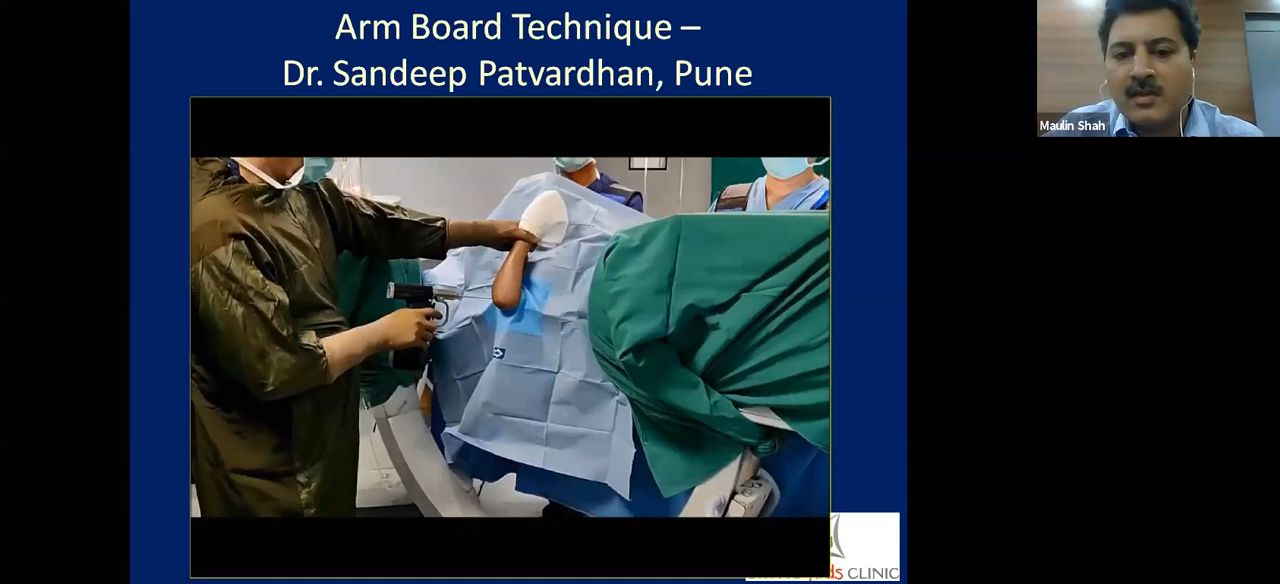 Arm Board Technique –
Dr. Sandeep Patvardhan, Pune
Maulin Shah
CLINIC